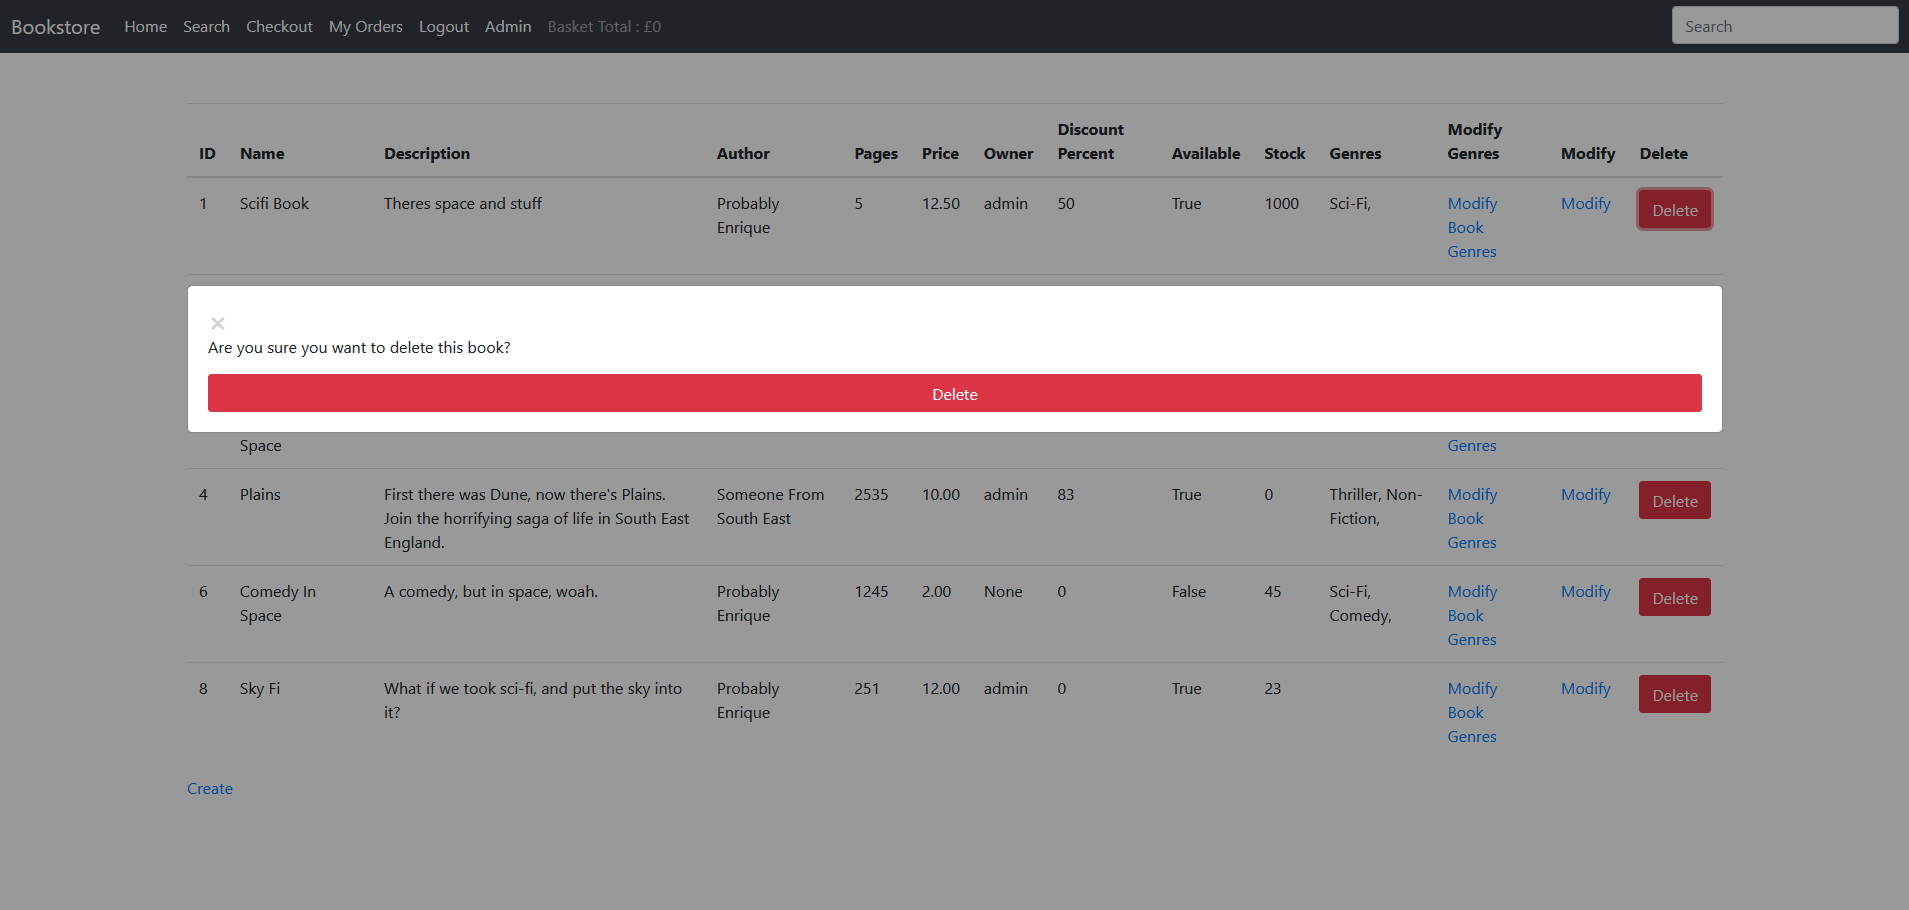 Bookstore Home Search Checkout My Orders Logout Admin Basket Total : £0 Search
ID Name Description Author Pages Price Owner Discount Percent Available Stock Genres Modify Genres Modify Delete
1 Scifi Book Theres space and stuff Probably Enrique 5 12.50 admin 50 True 1000 Sci-Fi, Modify Book Genres Modify Delete
×
Are you sure you want to delete this book?
Delete
Space Genres
4 Plains First there was Dune, now there's Plains. Join the horrifying saga of life in South East England. Someone From South East 2535 10.00 admin 83 True 0 Thriller, Non-Fiction, Modify Book Genres Modify Delete
6 Comedy In Space A comedy, but in space, woah. Probably Enrique 1245 2.00 None 0 False 45 Sci-Fi, Comedy, Modify Book Genres Modify Delete
8 Sky Fi What if we took sci-fi, and put the sky into it? Probably Enrique 251 12.00 admin 0 True 23 Modify Book Genres Modify Delete
Create